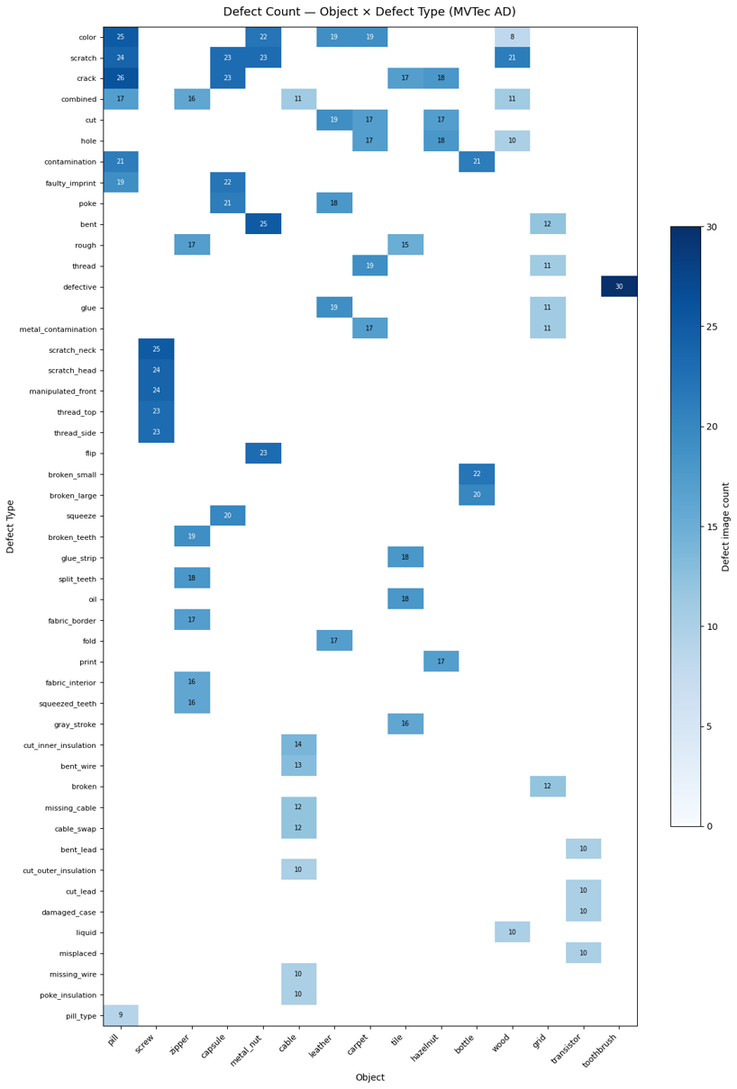 Defect Count — Object × Defect Type (MVTec AD)
color 25 22 19 19 8
scratch 24 23 23 21
crack 26 23 17 18
combined 17 16 11 11
cut 19 17 17
hole 17 18 10
contamination 21 21
faulty_imprint 19 22
poke 21 18
bent 25 12
rough 17 15
thread 19 11
defective 30
glue 19 11
metal_contamination 17 11
scratch_neck 25
scratch_head 24
manipulated_front 24
thread_top 23
thread_side 23
flip 23
broken_small 22
broken_large 20
squeeze 20
broken_teeth 19
glue_strip 18
split_teeth 18
oil 18
fabric_border 17
fold 17
print 17
fabric_interior 16
squeezed_teeth 16
gray_stroke 16
cut_inner_insulation 14
bent_wire 13
broken 12
missing_cable 12
cable_swap 12
bent_lead 10
cut_outer_insulation 10
cut_lead 10
damaged_case 10
liquid 10
misplaced 10
missing_wire 10
poke_insulation 10
pill_type 9
Defect Type
pill screw zipper capsule metal_nut cable leather carpet tile hazelnut bottle wood grid transistor toothbrush
Object
30
25
20
15
10
5
0
Defect image count